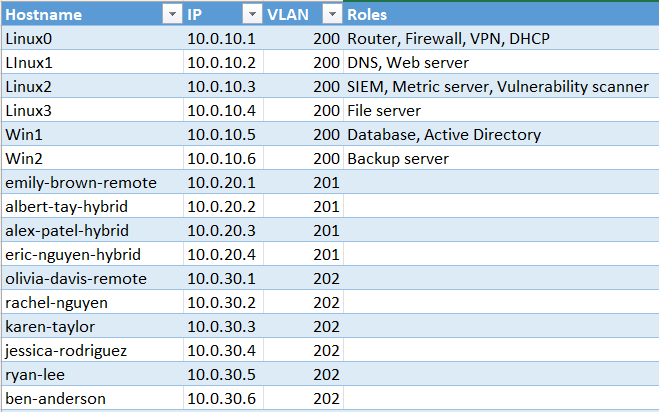 Hostname IP VLAN Roles
Linux0 10.0.10.1 200 Router, Firewall, VPN, DHCP
LInux1 10.0.10.2 200 DNS, Web server
Linux2 10.0.10.3 200 SIEM, Metric server, Vulnerability scanner
Linux3 10.0.10.4 200 File server
Win1 10.0.10.5 200 Database, Active Directory
Win2 10.0.10.6 200 Backup server
emily-brown-remote 10.0.20.1 201
albert-tay-hybrid 10.0.20.2 201
alex-patel-hybrid 10.0.20.3 201
eric-nguyen-hybrid 10.0.20.4 201
olivia-davis-remote 10.0.30.1 202
rachel-nguyen 10.0.30.2 202
karen-taylor 10.0.30.3 202
jessica-rodriguez 10.0.30.4 202
ryan-lee 10.0.30.5 202
ben-anderson 10.0.30.6 202